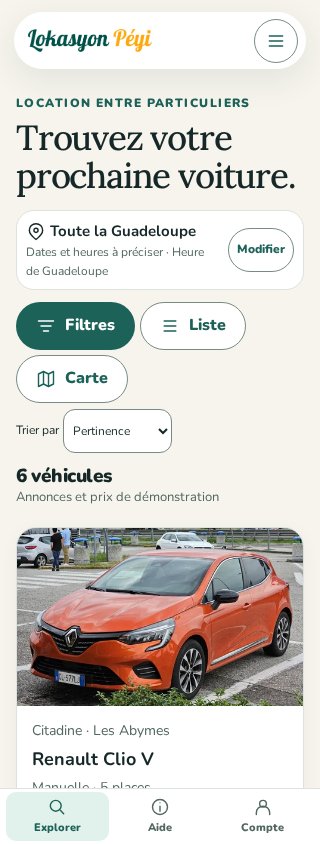 Lokasyon Péyi
LOCATION ENTRE PARTICULIERS
Trouvez votre
prochaine voiture.
Toute la Guadeloupe
Dates et heures à préciser · Heure
de Guadeloupe
Modifier
Filtres
Liste
Carte
Trier par
Pertinence
6 véhicules
Annonces et prix de démonstration
Citadine · Les Abymes
Renault Clio V
Manuelle · 5 places
Explorer
Aide
Compte